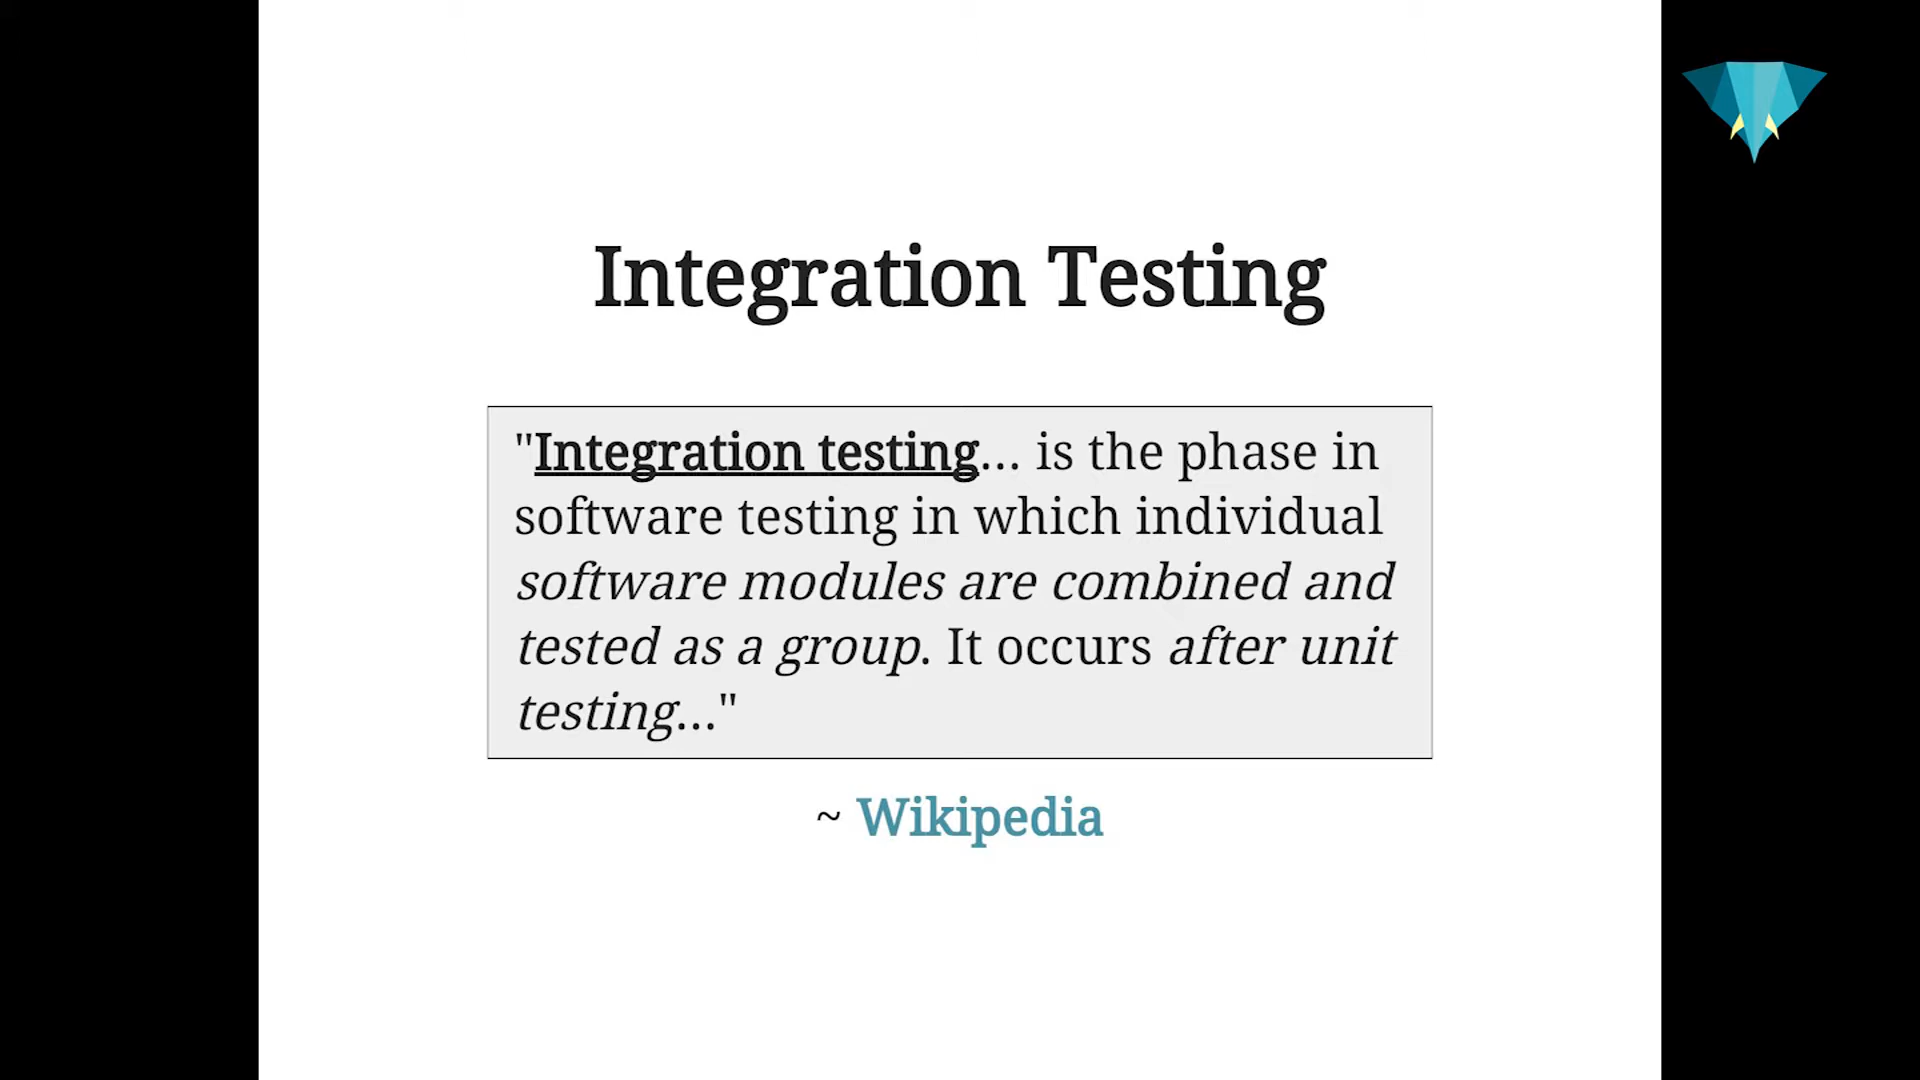 Integration Testing
"Integration testing... is the phase in
software testing in which individual
software modules are combined and
tested as a group. It occurs after unit
testing..."
~ Wikipedia